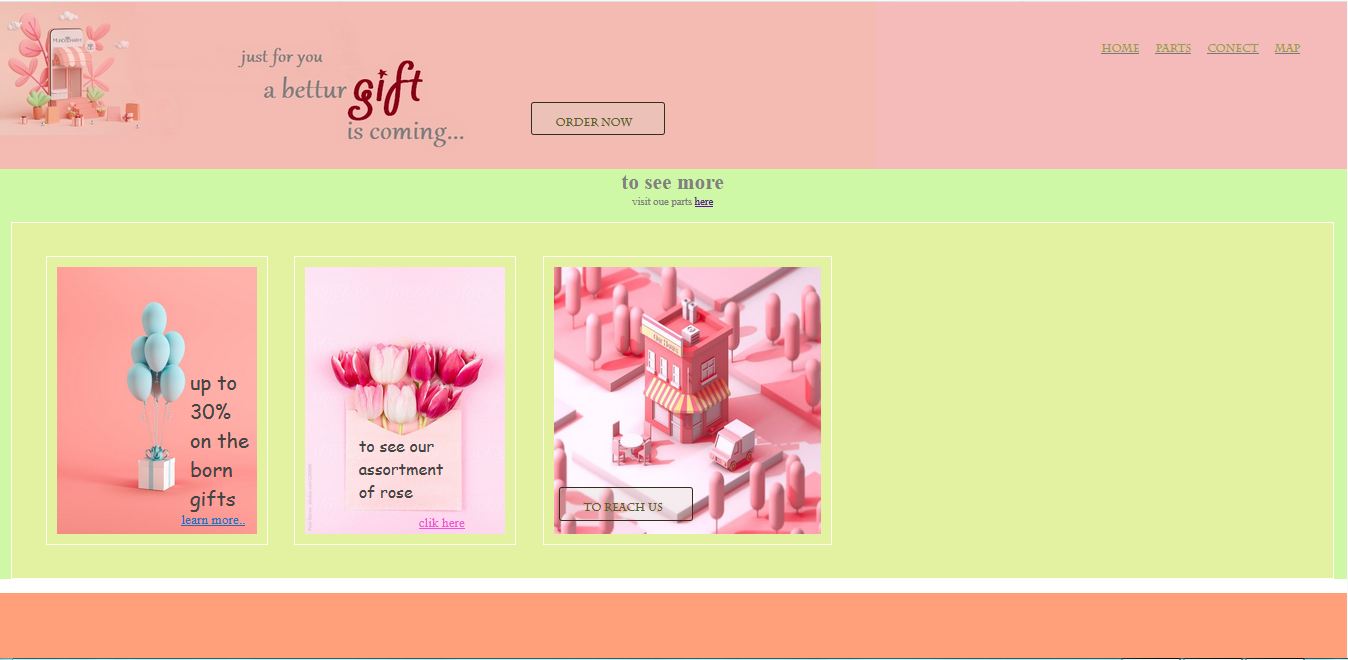 HOME PARTS CONECT MAP
just for you
a bettur gift
is coming...
ORDER NOW
to see more
visit oue parts here
up to
30%
on the
born
gifts
learn more..
to see our
assortment
of rose
clik here
TO REACH US